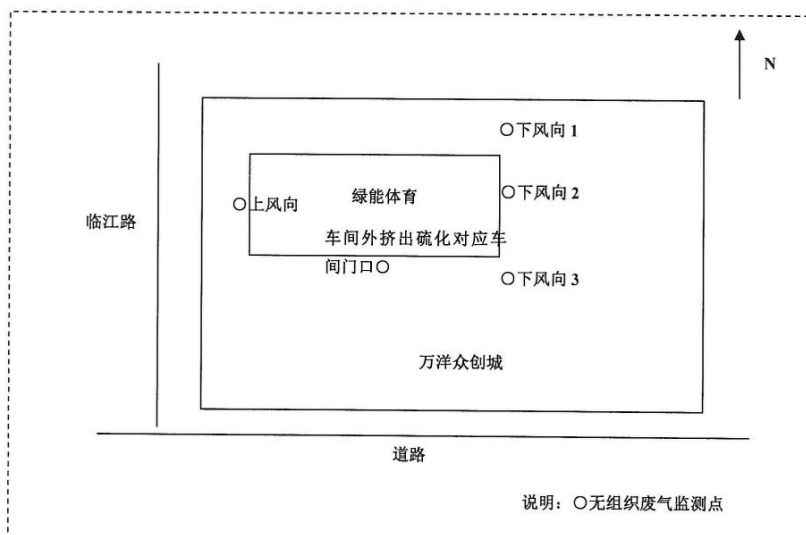 N
○下风向 1
绿能体育
○下风向 2
○上风向
临江路
车间外挤出硫化对应车
间门口○
○下风向 3
万洋众创城
道路
说明：○无组织废气监测点